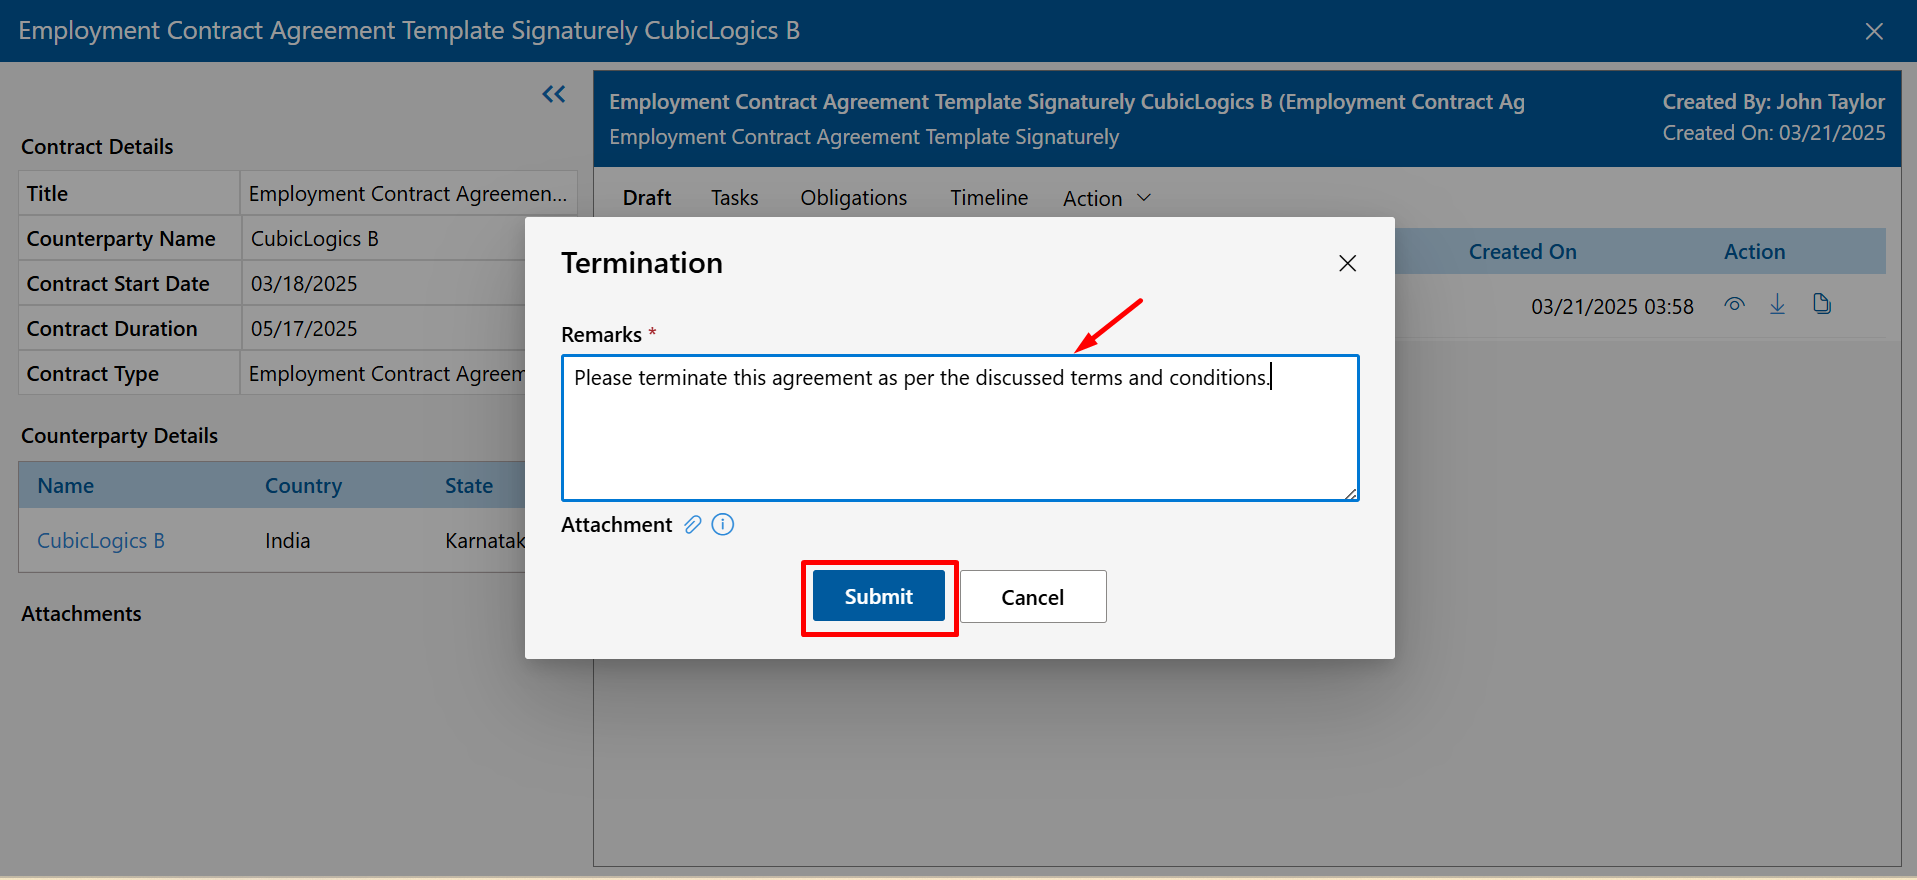 Employment Contract Agreement Template Signaturely CubicLogics B
Contract Details
Title Employment Contract Agreemen...
Counterparty Name CubicLogics B
Contract Start Date 03/18/2025
Contract Duration 05/17/2025
Contract Type Employment Contract Agreem
Counterparty Details
Name Country State
CubicLogics B India Karnatak
Attachments
Employment Contract Agreement Template Signaturely CubicLogics B (Employment Contract Ag
Employment Contract Agreement Template Signaturely
Created By: John Taylor
Created On: 03/21/2025
Draft Tasks Obligations Timeline Action
Created On Action
03/21/2025 03:58
Termination
Remarks *
Please terminate this agreement as per the discussed terms and conditions.
Attachment
Submit Cancel